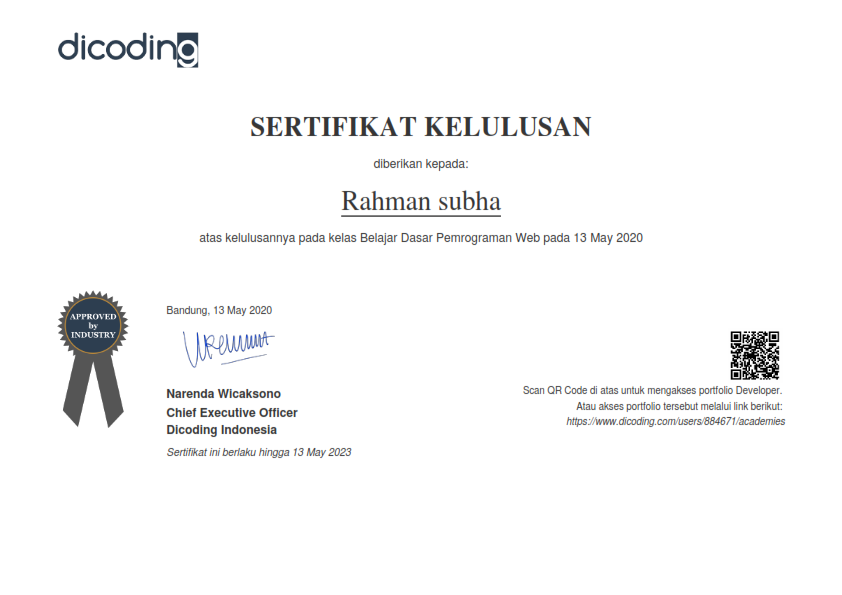 dicoding
SERTIFIKAT KELULUSAN
diberikan kepada:
Rahman subha
atas kelulusannya pada kelas Belajar Dasar Pemrograman Web pada 13 May 2020
APPROVED
by
INDUSTRY
Bandung, 13 May 2020
Narenda Wicaksono
Chief Executive Officer
Dicoding Indonesia
Sertifikat ini berlaku hingga 13 May 2023
Scan QR Code di atas untuk mengakses portfolio Developer.
Atau akses portfolio tersebut melalui link berikut:
https://www.dicoding.com/users/884671/academies